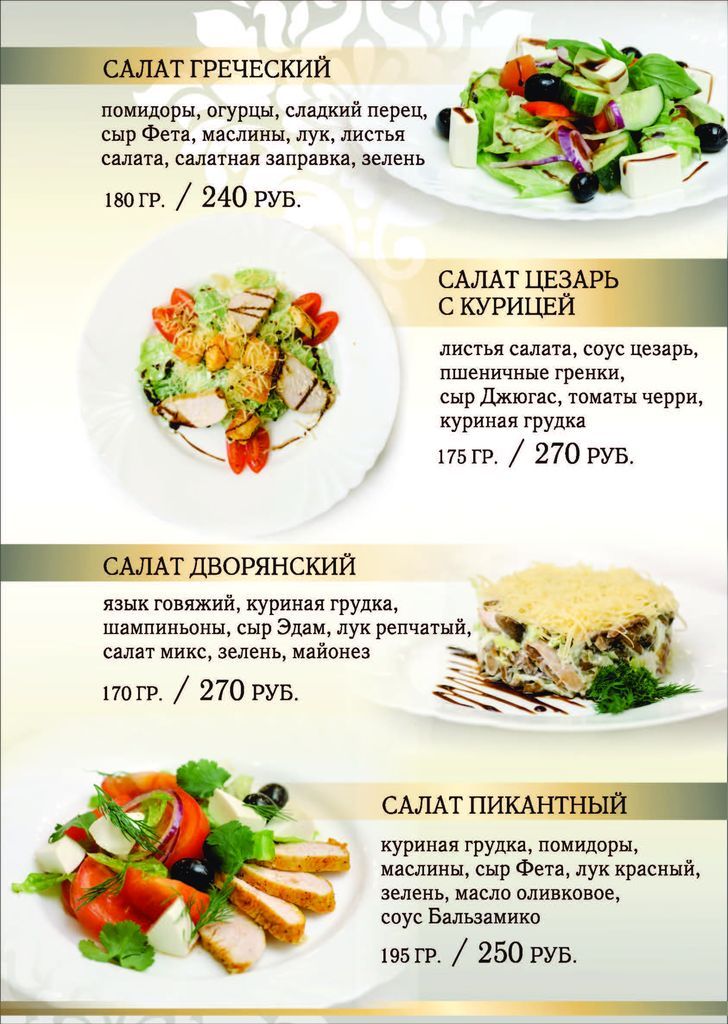 САЛАТ ГРЕЧЕСКИЙ
помидоры, огурцы, сладкий перец,
сыр Фета, маслины, лук, листья
салата, салатная заправка, зелень
180 ГР. / 240 РУБ.
САЛАТ ЦЕЗАРЬ
С КУРИЦЕЙ
листья салата, соус цезарь,
пшеничные гренки,
сыр Джюгас, томаты черри,
куриная грудка
175 ГР. / 270 РУБ.
САЛАТ ДВОРЯНСКИЙ
язык говяжий, куриная грудка,
шампиньоны, сыр Эдам, лук репчатый,
салат микс, зелень, майонез
170 ГР. / 270 РУБ.
САЛАТ ПИКАНТНЫЙ
куриная грудка, помидоры,
маслины, сыр Фета, лук красный,
зелень, масло оливковое,
соус Бальзамико
195 ГР. / 250 РУБ.